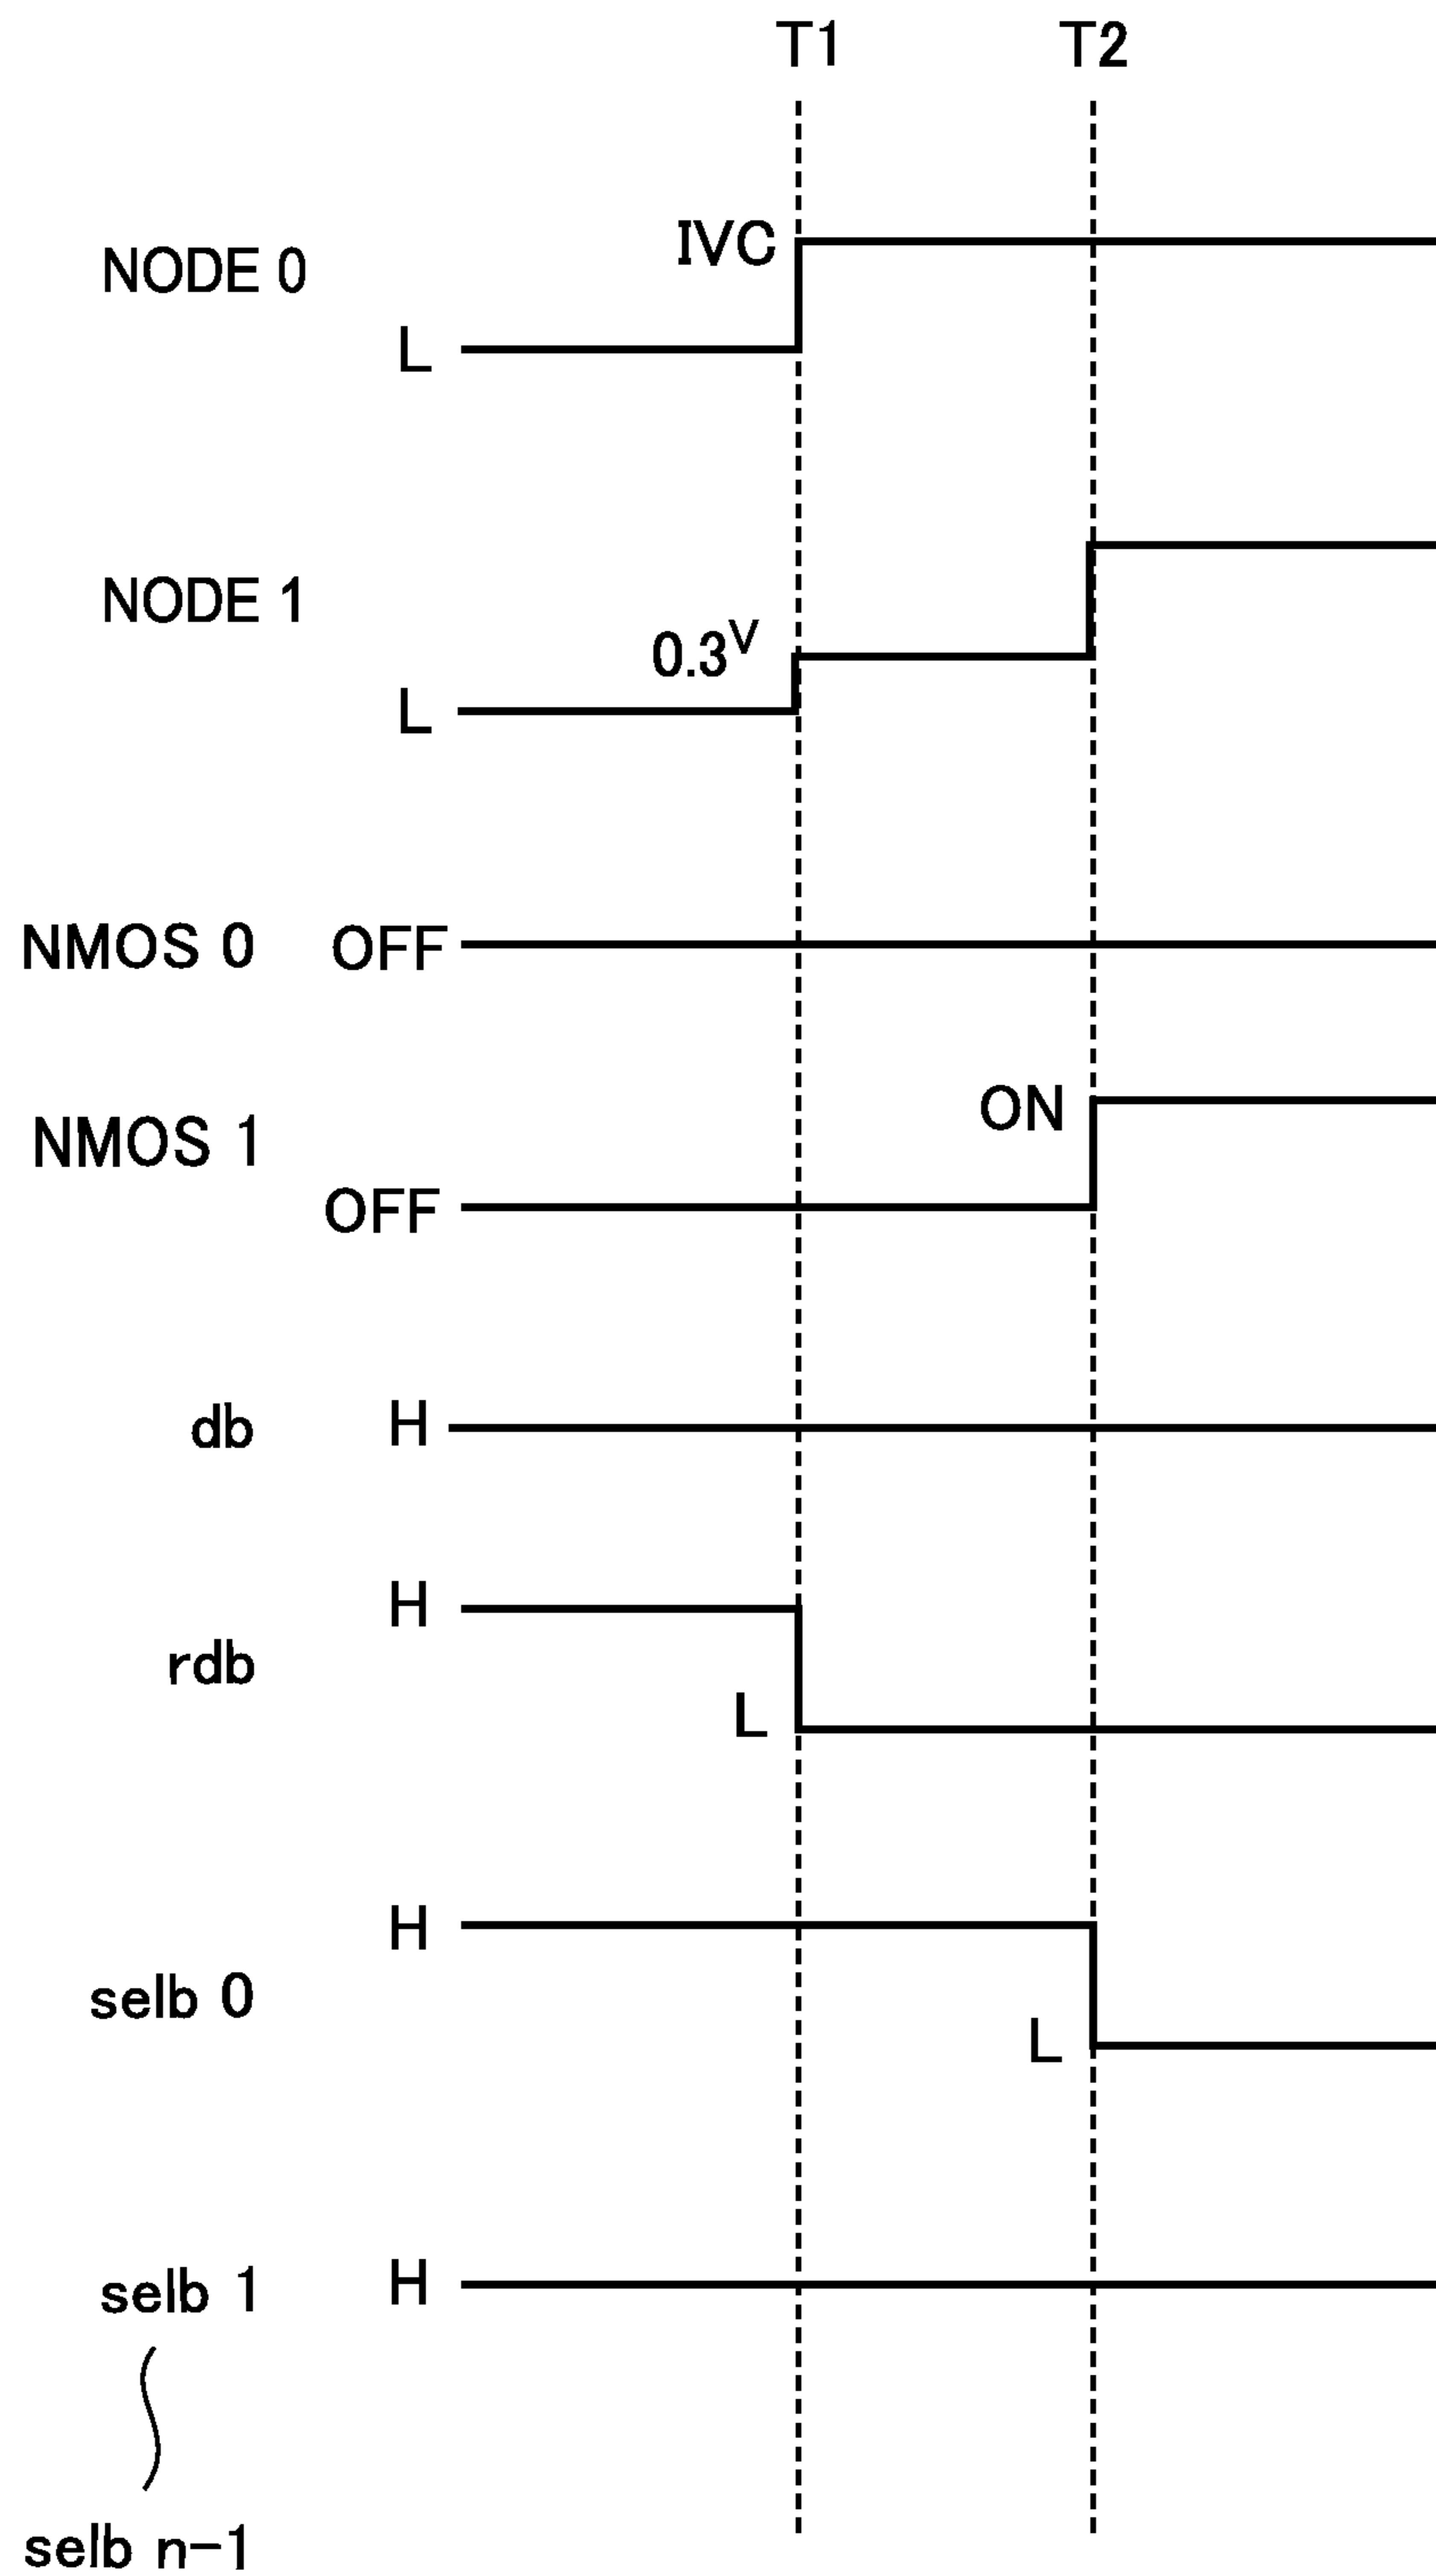 T1 T2
IVC
NODE 0
L
NODE 1
0.3V
L
NMOS 0 OFF
ON
NMOS 1
OFF
db H
H
rdb
L
H
selb 0
L
selb 1 H
selb n-1